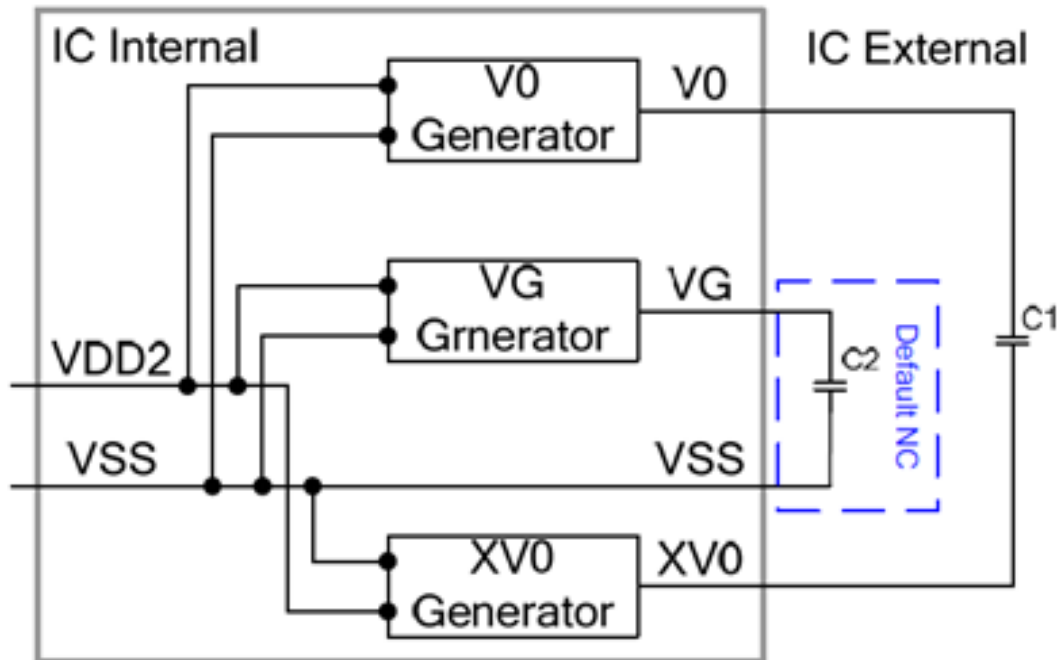 IC Internal
IC External
V0
Generator
V0
VG
Grnerator
VG
C1
C2
Default NC
VDD2
VSS
VSS
XV0
Generator
XV0